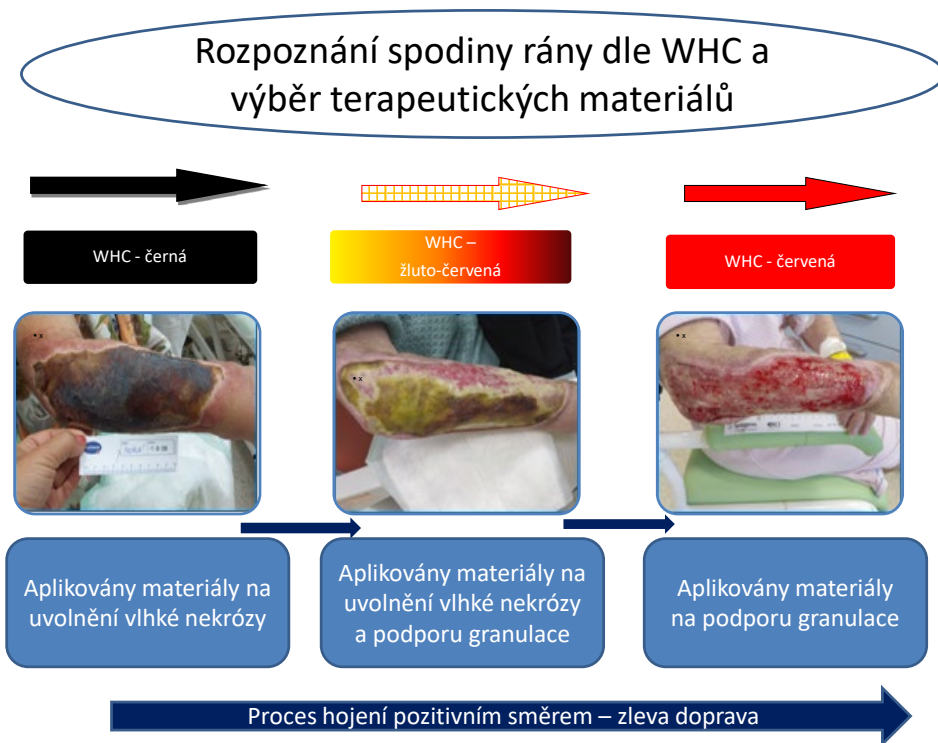 Rozpoznání spodiny rány dle WHC a
výběr terapeutických materiálů
WHC - černá
WHC –
žluto-červená
WHC - červená
• x
• x
• x
Aplikovány materiály na
uvolnění vlhké nekrózy
Aplikovány materiály na
uvolnění vlhké nekrózy
a podporu granulace
Aplikovány materiály
na podporu granulace
Proces hojení pozitivním směrem – zleva doprava